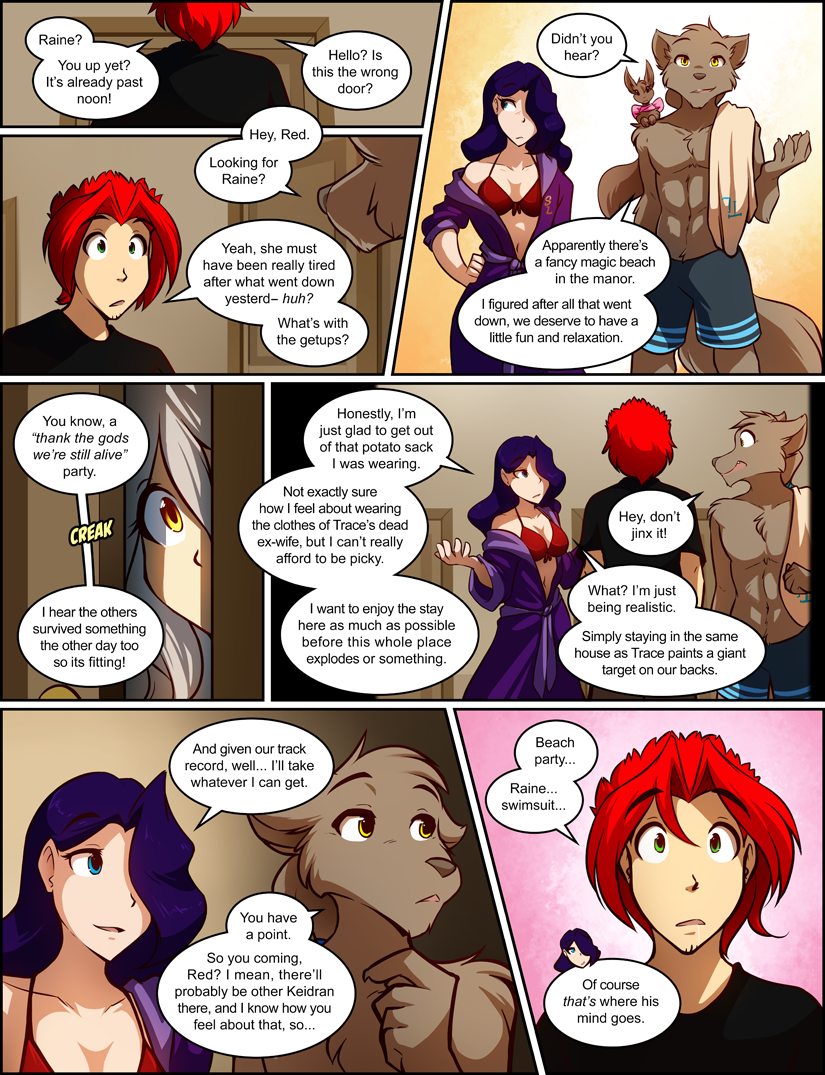 Raine?
You up yet?
It's already past
noon!
Hello? Is
this the wrong
door?
Hey, Red.
Looking for
Raine?
Yeah, she must
have been really tired
after what went down
yesterd– huh?
What's with
the getups?
Didn't you
hear?
Apparently there's
a fancy magic beach
in the manor.
I figured after all that went
down, we deserve to have a
little fun and relaxation.
You know, a
"thank the gods
we're still alive"
party.
CREAK
I hear the others
survived something
the other day too
so its fitting!
Honestly, I'm
just glad to get out
of that potato sack
I was wearing.
Not exactly sure
how I feel about wearing
the clothes of Trace's dead
ex-wife, but I can't really
afford to be picky.
I want to enjoy the stay
here as much as possible
before this whole place
explodes or something.
Hey, don't
jinx it!
What? I'm just
being realistic.
Simply staying in the same
house as Trace paints a giant
target on our backs.
And given our track
record, well... I'll take
whatever I can get.
You have
a point.
So you coming,
Red? I mean, there'll
probably be other Keidran
there, and I know how you
feel about that, so...
Beach
party...
Raine...
swimsuit...
Of course
that's where his
mind goes.